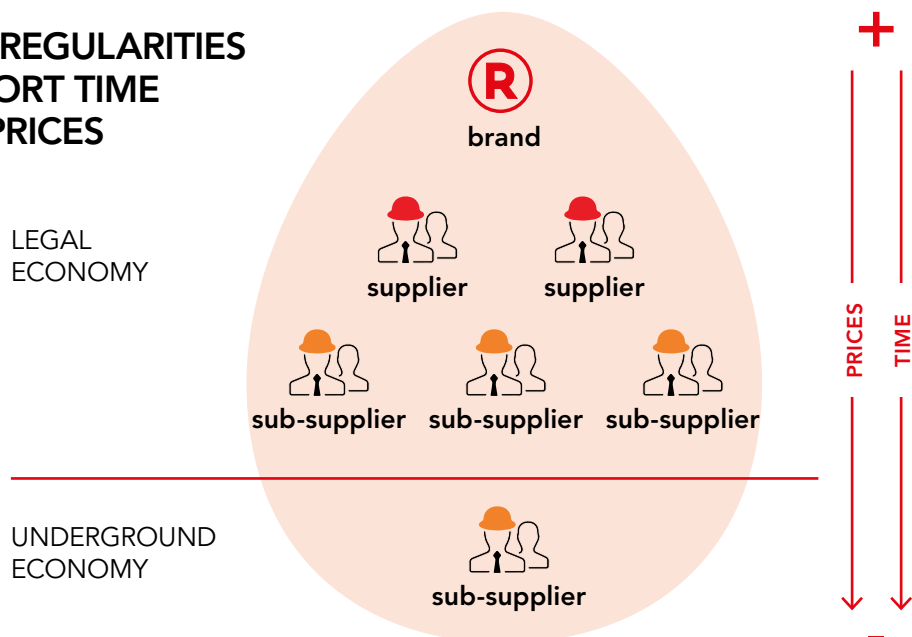 REGULARITIES
ORT TIME
PRICES
+
R
brand
LEGAL
ECONOMY
supplier supplier
PRICES
TIME
sub-supplier sub-supplier sub-supplier
UNDERGROUND
ECONOMY
sub-supplier